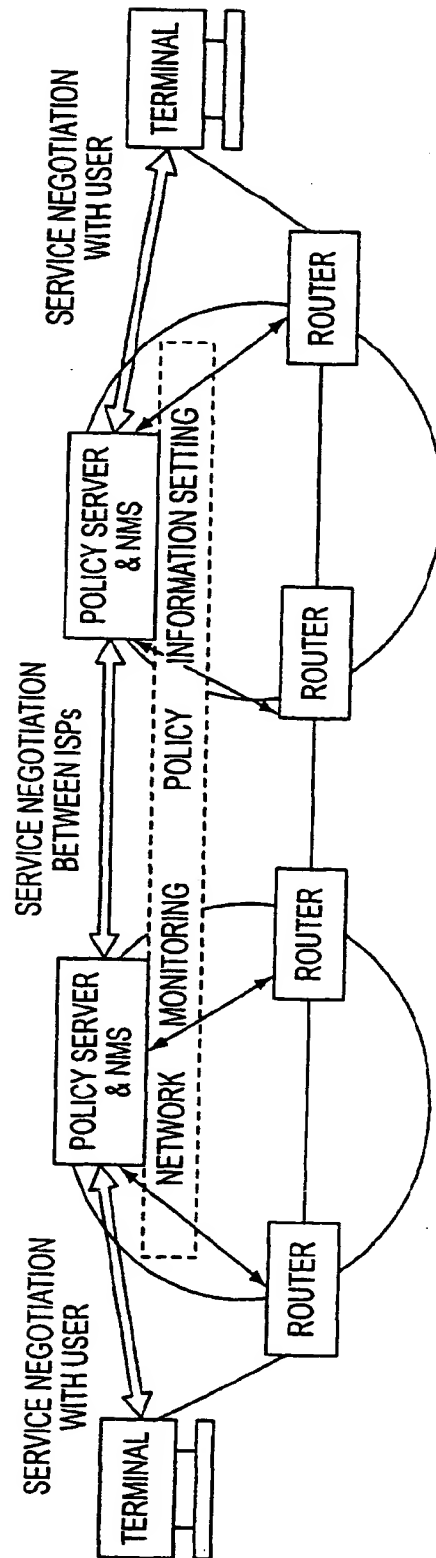 SERVICE NEGOTIATION
WITH USER
SERVICE NEGOTIATION
BETWEEN ISPs
SERVICE NEGOTIATION
WITH USER
TERMINAL
POLICY SERVER
& NMS
POLICY SERVER
& NMS
TERMINAL
NETWORK MONITORING POLICY INFORMATION SETTING
ROUTER
ROUTER
ROUTER
ROUTER